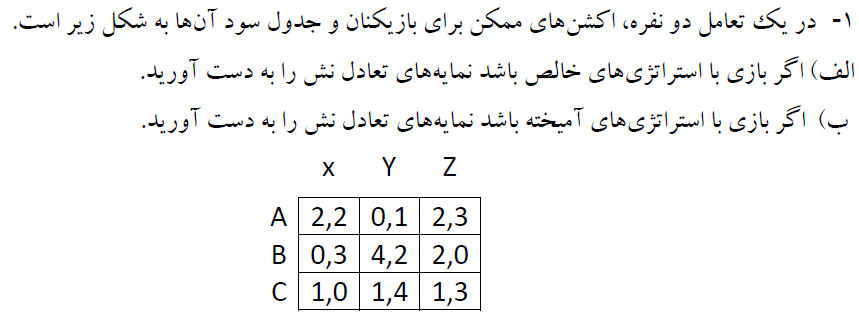 ۱- در یک تعامل دو نفره، اکشن‌های ممکن برای بازیکنان و جدول سود آن‌ها به شکل زیر است.
الف) اگر بازی با استراتژی‌های خالص باشد نمایه‌های تعادل نش را به دست آورید.
ب) اگر بازی با استراتژی‌های آمیخته باشد نمایه‌های تعادل نش را به دست آورید.
x Y Z
A 2,2 0,1 2,3
B 0,3 4,2 2,0
C 1,0 1,4 1,3